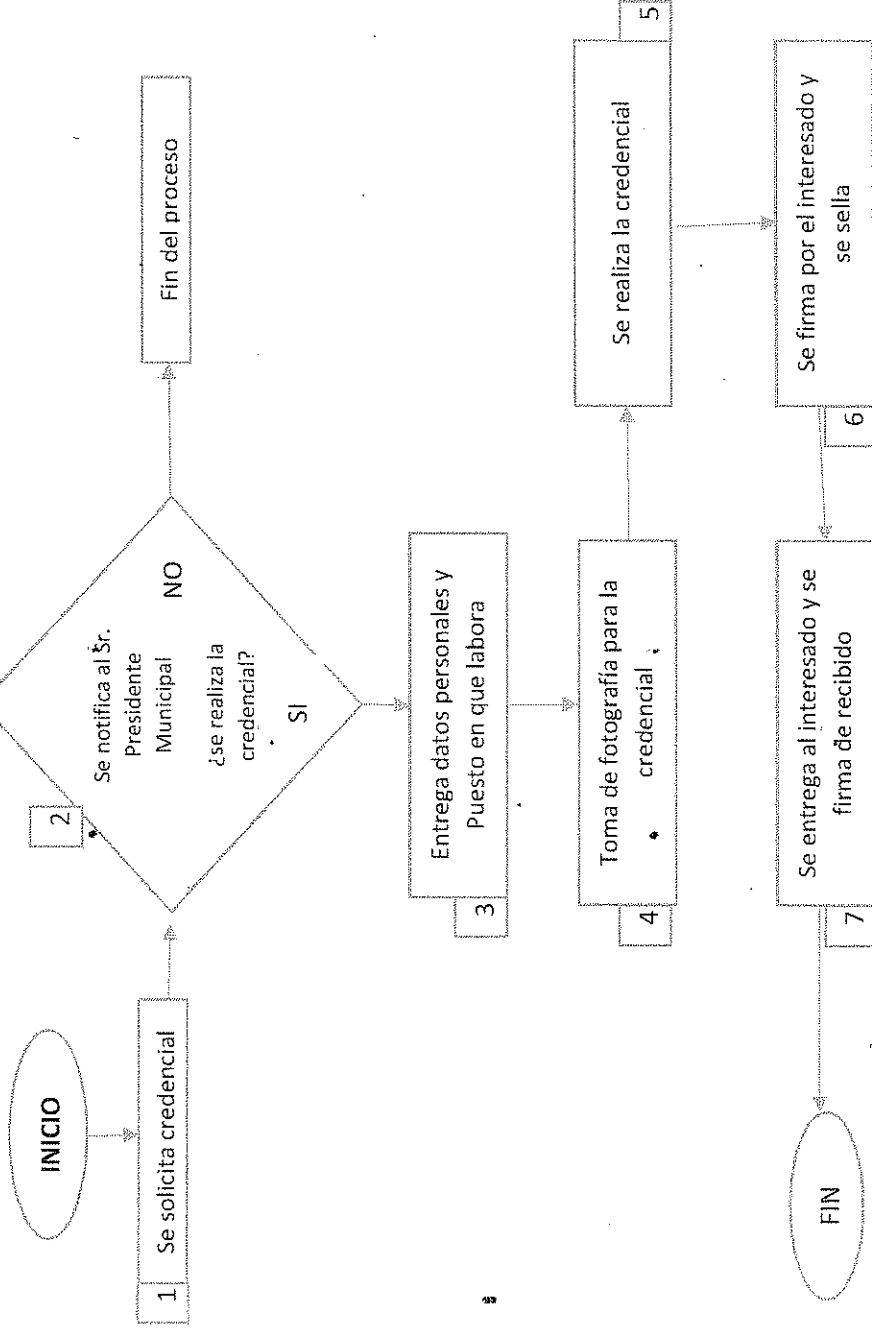 INICIO
1
Se solicita credencial
2
Se notifica al Sr.
Presidente
Municipal
¿se realiza la
credencial?
NO
SI
Fin del proceso
3
Entrega datos personales y
Puesto en que labora
4
Toma de fotografía para la
credencial
5
Se realiza la credencial
Se firma por el interesado y
se sella
6
Se entrega al interesado y se
firma de recibido
7
FIN